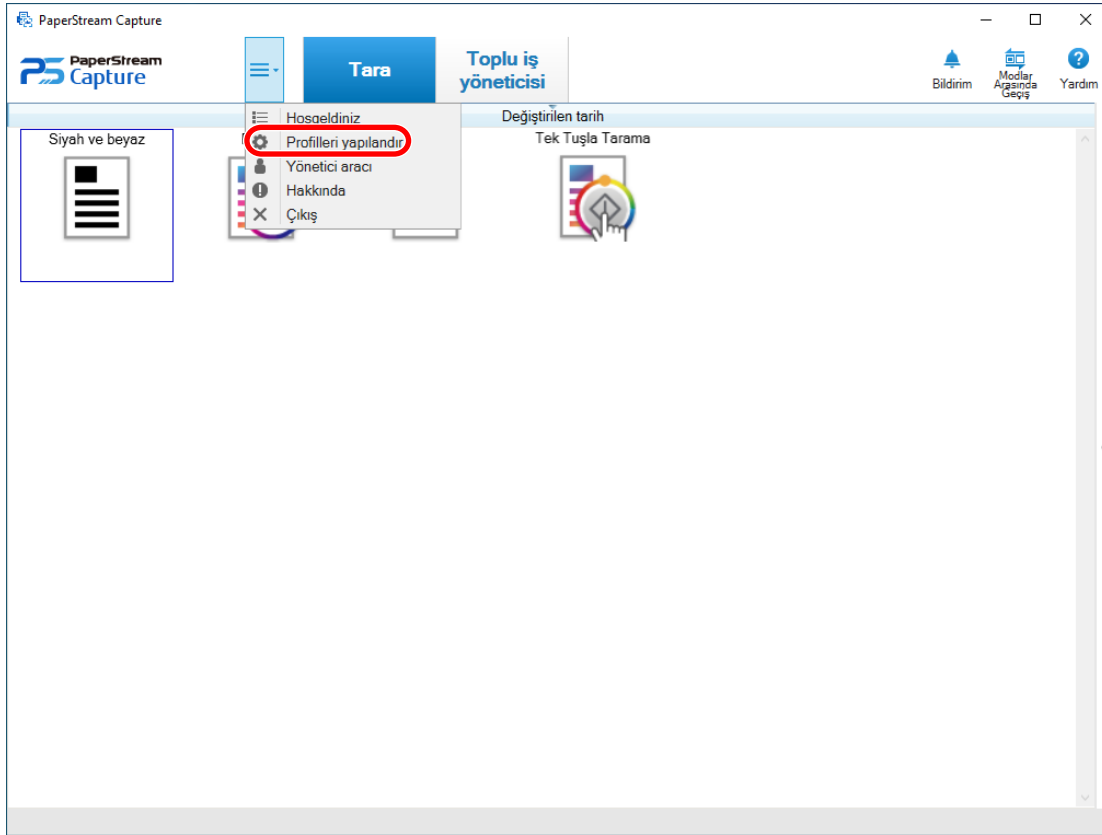 PaperStream Capture
PaperStream
Capture
Tara
Toplu iş
yöneticisi
Bildirim
Modlar
Arasında
Geçiş
Yardım
Değiştirilen tarih
Hoşgeldiniz
Profilleri yapılandır
Yönetici aracı
Hakkında
Çıkış
Siyah ve beyaz
Tek Tuşla Tarama